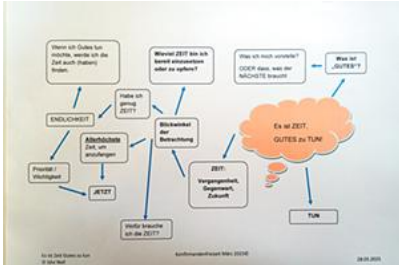 Wenn ich Gutes tun
möchte, werde ich die
Zeit auch (haben)
finden.
Wieviel ZEIT bin ich
bereit einzusetzen
oder zu opfern?
Was ich mich vorstelle?
ODER dass, was der
NÄCHSTE braucht
Was ist
„GUTES“?
Habe ich
genug
ZEIT?
ENDLICHKEIT
Allerhöchste
Zeit, um
anzufangen
Blickwinkel
der
Betrachtung
Es ist ZEIT,
GUTES zu TUN!
Priorität /
Wichtigkeit
JETZT
ZEIT:
Vergangenheit,
Gegenwart,
Zukunft
Wofür brauche
ich die ZEIT?
TUN
Es ist Zeit Gutes zu tun
Konfirmandenfreizeit März